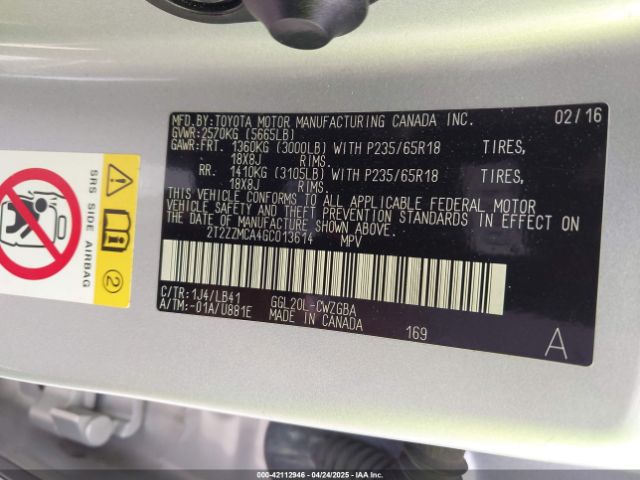 MFD.BY:TOYOTA MOTOR MANUFACTURING CANADA INC. 02/16
GVWR:2570KG (5665LB)
GAWR:FRT. 1360KG (3000LB) WITH P235/65R18 TIRES,
18X8J RIMS.
RR. 1410KG (3105LB) WITH P235/65R18 TIRES,
18X8J RIMS.
THIS VEHICLE CONFORMS TO ALL APPLICABLE FEDERAL MOTOR
VEHICLE SAFETY AND THEFT PREVENTION STANDARDS IN EFFECT ON
THE DATE OF MANUFACTURE SHOWN ABOVE.
2T2ZZMCA4GC013614 MPV
C/TR:1J4/LB41 GGL20L-CWZGBA
A/TM:-01A/U881E MADE IN CANADA
169 A
SRS SIDE AIRBAG
2
000-42112946 - 04/24/2025 - IAA, Inc.